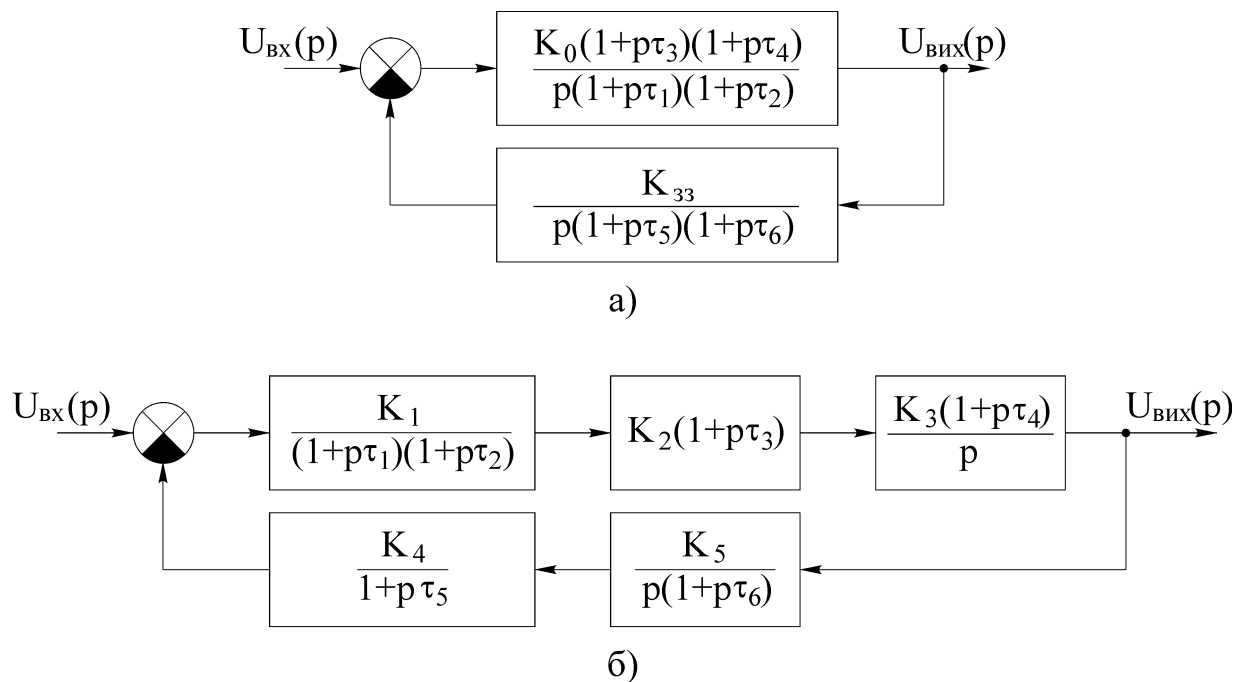 Uвх(p)
K₀(1+pτ₃)(1+pτ₄)
p(1+pτ₁)(1+pτ₂)
Uвих(p)
Kзз
p(1+pτ₅)(1+pτ₆)
а)
Uвх(p)
K₁
(1+pτ₁)(1+pτ₂)
K₂(1+pτ₃)
K₃(1+pτ₄)
p
Uвих(p)
K₄
1+pτ₅
K₅
p(1+pτ₆)
б)